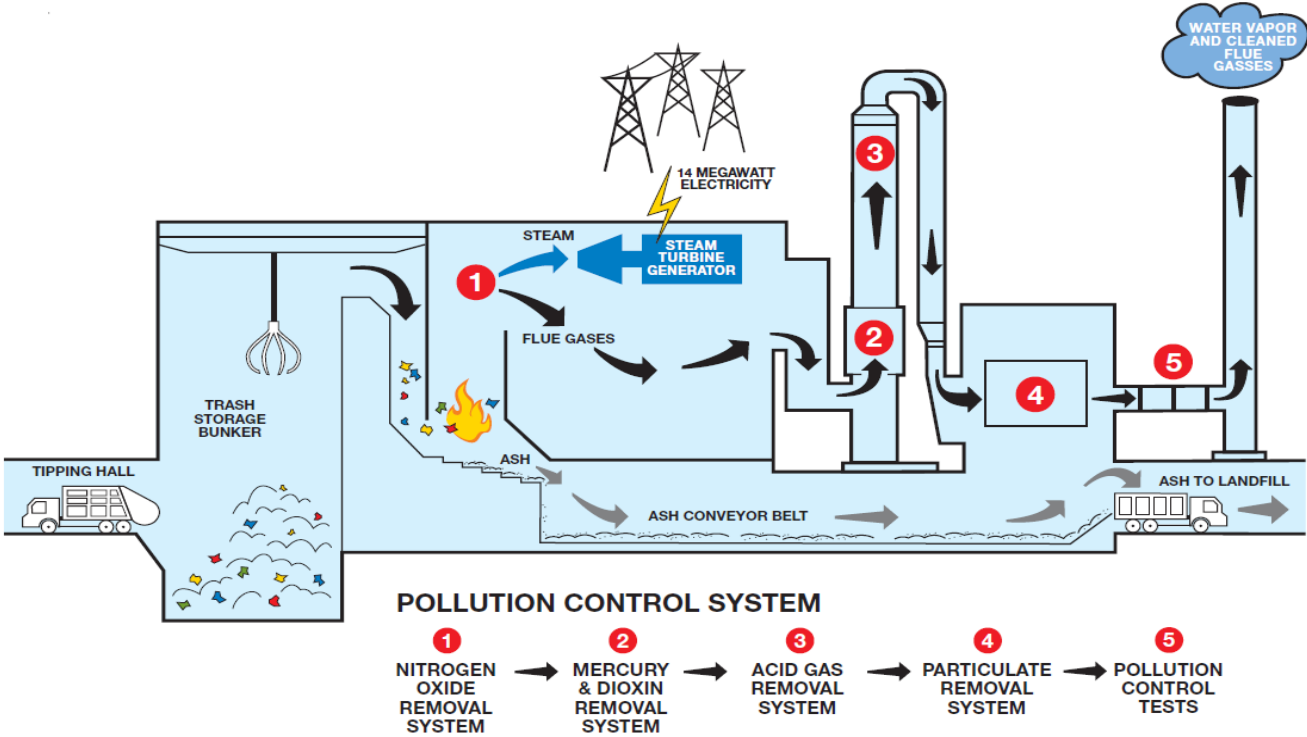 WATER VAPOR
AND CLEANED
FLUE
GASSES
14 MEGAWATT
ELECTRICITY
3
STEAM
STEAM
TURBINE
GENERATOR
1
FLUE GASES
2
5
4
TRASH
STORAGE
BUNKER
ASH
TIPPING HALL
ASH TO LANDFILL
ASH CONVEYOR BELT
POLLUTION CONTROL SYSTEM
1
NITROGEN
OXIDE
REMOVAL
SYSTEM
2
MERCURY
& DIOXIN
REMOVAL
SYSTEM
3
ACID GAS
REMOVAL
SYSTEM
4
PARTICULATE
REMOVAL
SYSTEM
5
POLLUTION
CONTROL
TESTS